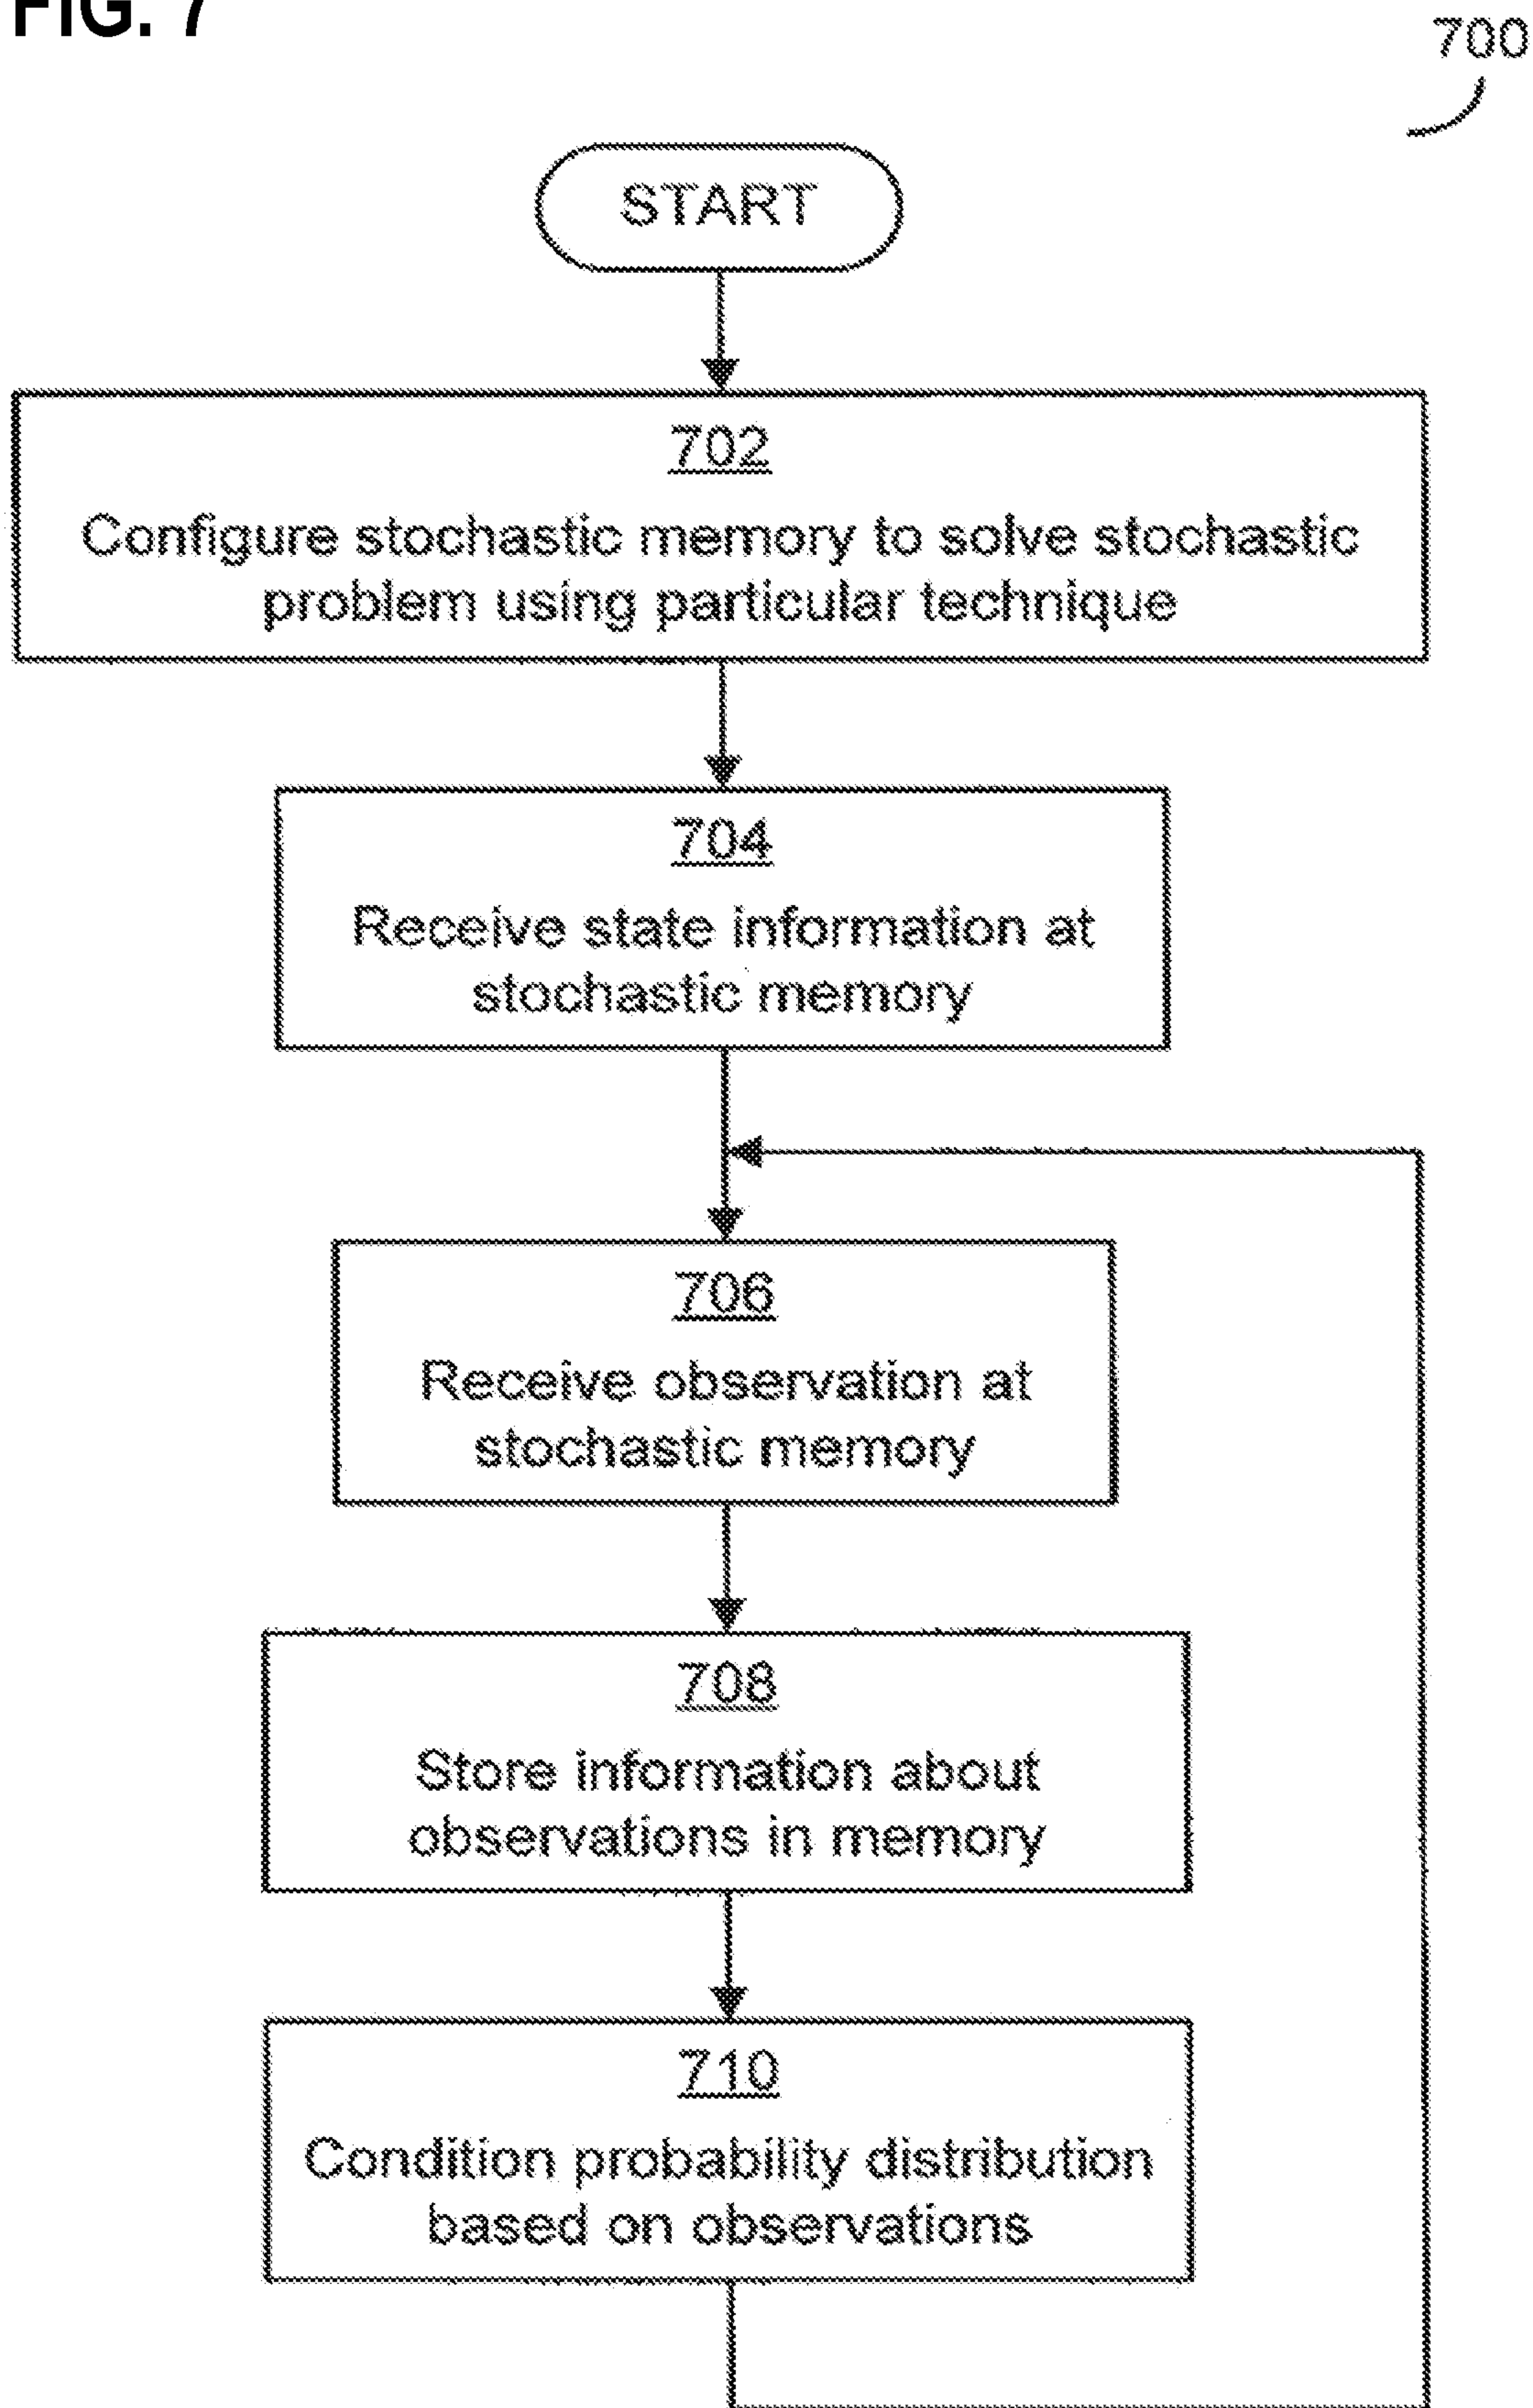 FIG. 7
700
START
702
Configure stochastic memory to solve stochastic
problem using particular technique
704
Receive state information at
stochastic memory
706
Receive observation at
stochastic memory
708
Store information about
observations in memory
710
Condition probability distribution
based on observations